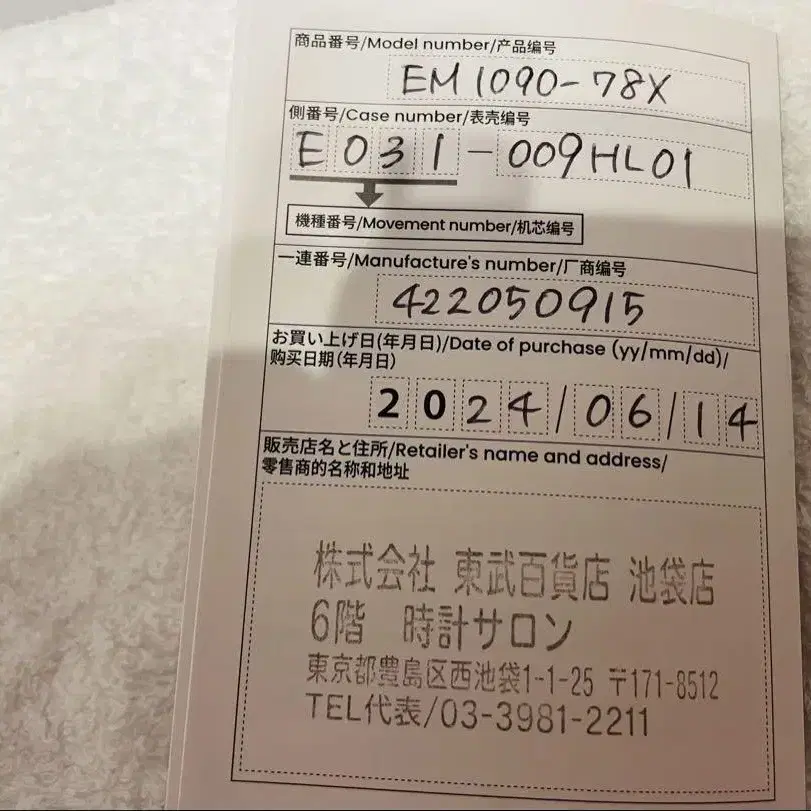 商品番号/Model number/产品编号
EM1090-78X
側番号/Case number/表壳编号
E031-009HL01
機種番号/Movement number/机芯编号
一連番号/Manufacture's number/厂商编号
422050915
お買い上げ日(年月日)/Date of purchase (yy/mm/dd)/
购买日期(年月日)
2024/06/14
販売店名と住所/Retailer's name and address/
零售商的名称和地址
株式会社 東武百貨店 池袋店
6階 時計サロン
東京都豊島区西池袋1-1-25 〒171-8512
TEL代表/03-3981-2211